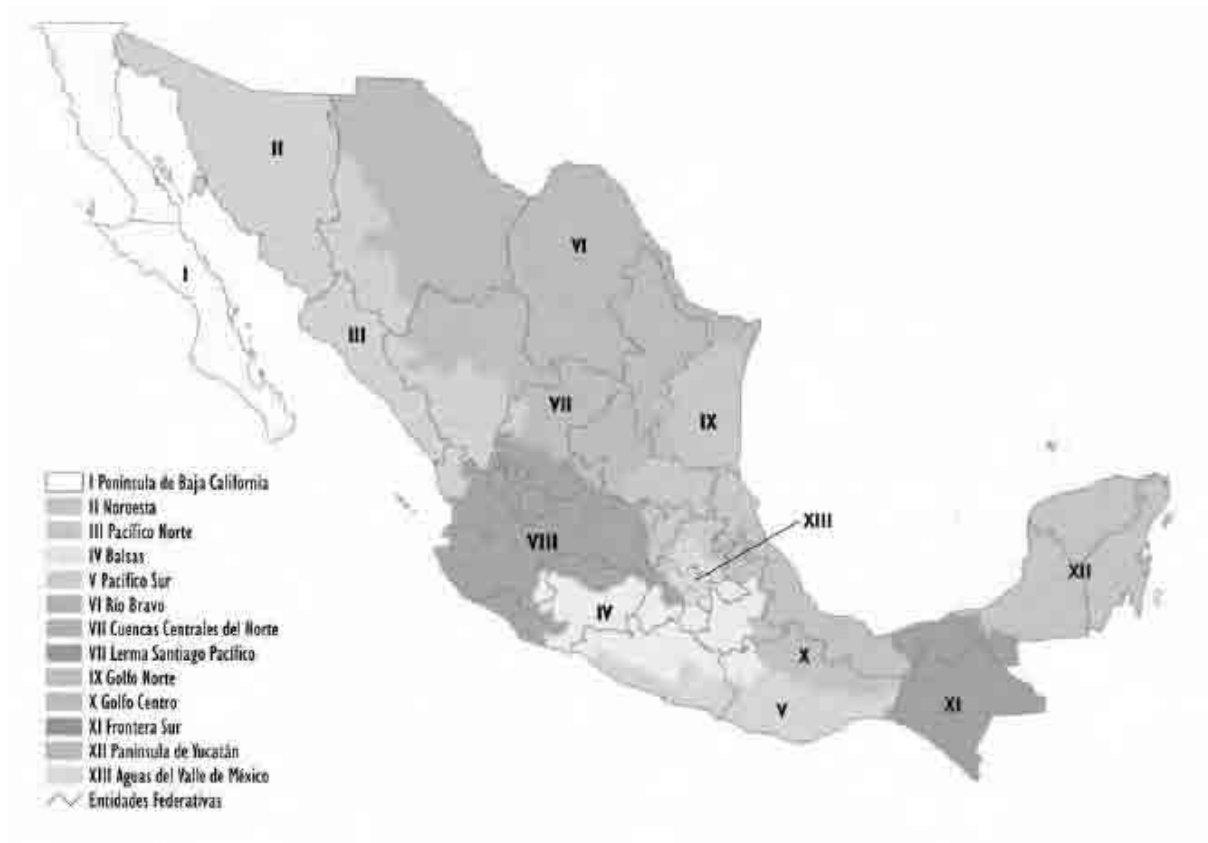 II
VI
I
III
VII
IX
XIII
VIII
XII
IV
X
V
XI
I Peninsula de Baja California
II Noroesta
III Pacífico Norte
IV Balsas
V Pacífico Sur
VI Río Bravo
VII Cuencas Centrales del Norte
VII Lerma Santiago Pacífico
IX Golfo Norte
X Golfo Centro
XI Frontera Sur
XII Paninsula de Yucatán
XIII Aguas del Valle de México
Entidades Federativas